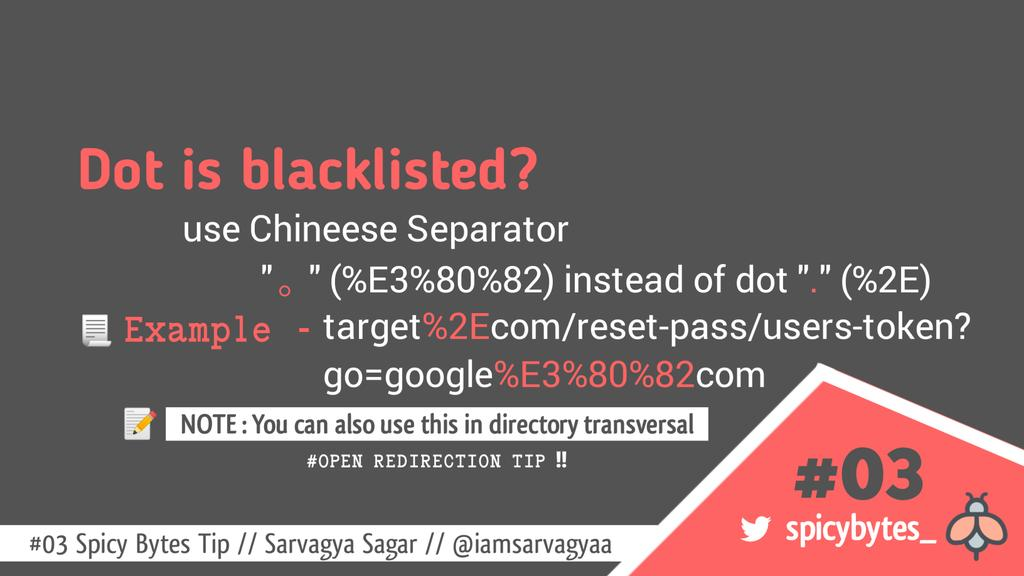 Dot is blacklisted?
use Chineese Separator
"。" (%E3%80%82) instead of dot "." (%2E)
Example - target%2Ecom/reset-pass/users-token?
go=google%E3%80%82com
NOTE : You can also use this in directory transversal
#OPEN REDIRECTION TIP ‼
#03
spicybytes_
#03 Spicy Bytes Tip // Sarvagya Sagar // @iamsarvagyaa